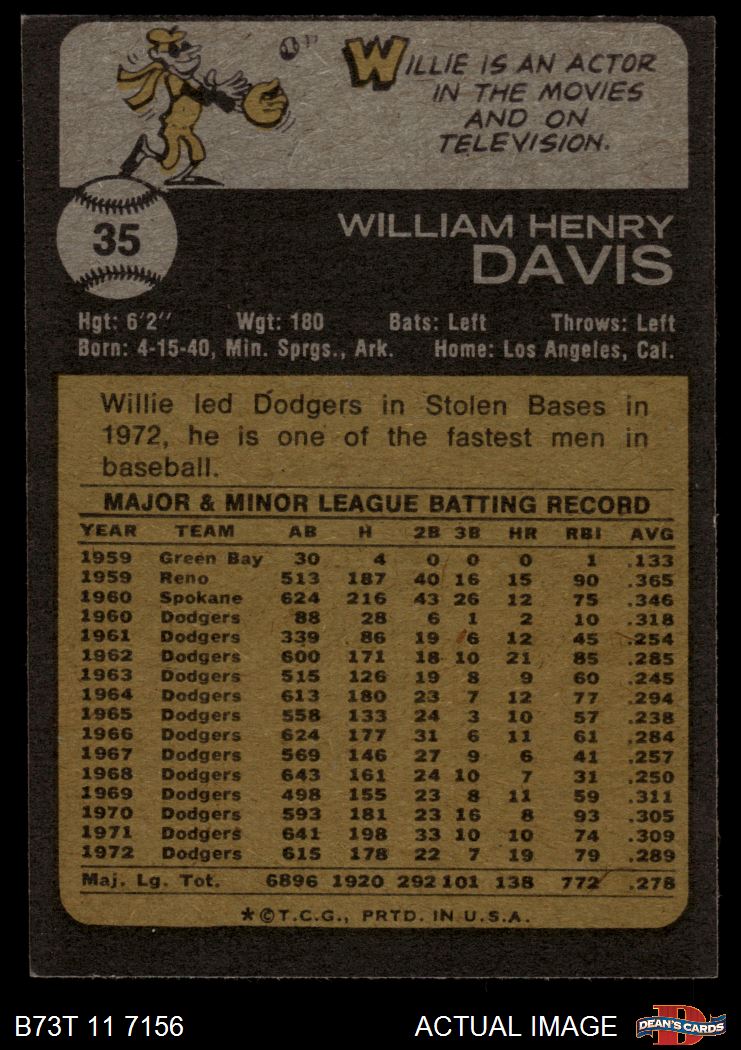 WILLIE IS AN ACTOR
IN THE MOVIES
AND ON
TELEVISION.
35
WILLIAM HENRY
DAVIS
Hgt: 6'2" Wgt: 180 Bats: Left Throws: Left
Born: 4-15-40, Min. Sprgs., Ark. Home: Los Angeles, Cal.
Willie led Dodgers in Stolen Bases in
1972, he is one of the fastest men in
baseball.
MAJOR & MINOR LEAGUE BATTING RECORD
YEAR TEAM AB H 2B 3B HR RBI AVG
1959 Green Bay 30 4 0 0 0 1 .133
1959 Reno 513 187 40 16 15 90 .365
1960 Spokane 624 216 43 26 12 75 .346
1960 Dodgers 88 28 6 1 2 10 .318
1961 Dodgers 339 86 19 6 12 45 .254
1962 Dodgers 600 171 18 10 21 85 .285
1963 Dodgers 515 126 19 8 9 60 .245
1964 Dodgers 613 180 23 7 12 77 .294
1965 Dodgers 558 133 24 3 10 57 .238
1966 Dodgers 624 177 31 6 11 61 .284
1967 Dodgers 569 146 27 9 6 41 .257
1968 Dodgers 643 161 24 10 7 31 .250
1969 Dodgers 498 155 23 8 11 59 .311
1970 Dodgers 593 181 23 16 8 93 .305
1971 Dodgers 641 198 33 10 10 74 .309
1972 Dodgers 615 178 22 7 19 79 .289
Maj. Lg. Tot. 6896 1920 292 101 138 772 .278
*©T.C.G., PRTD. IN U.S.A.
B73T 11 7156 ACTUAL IMAGE DEAN'S CARDS